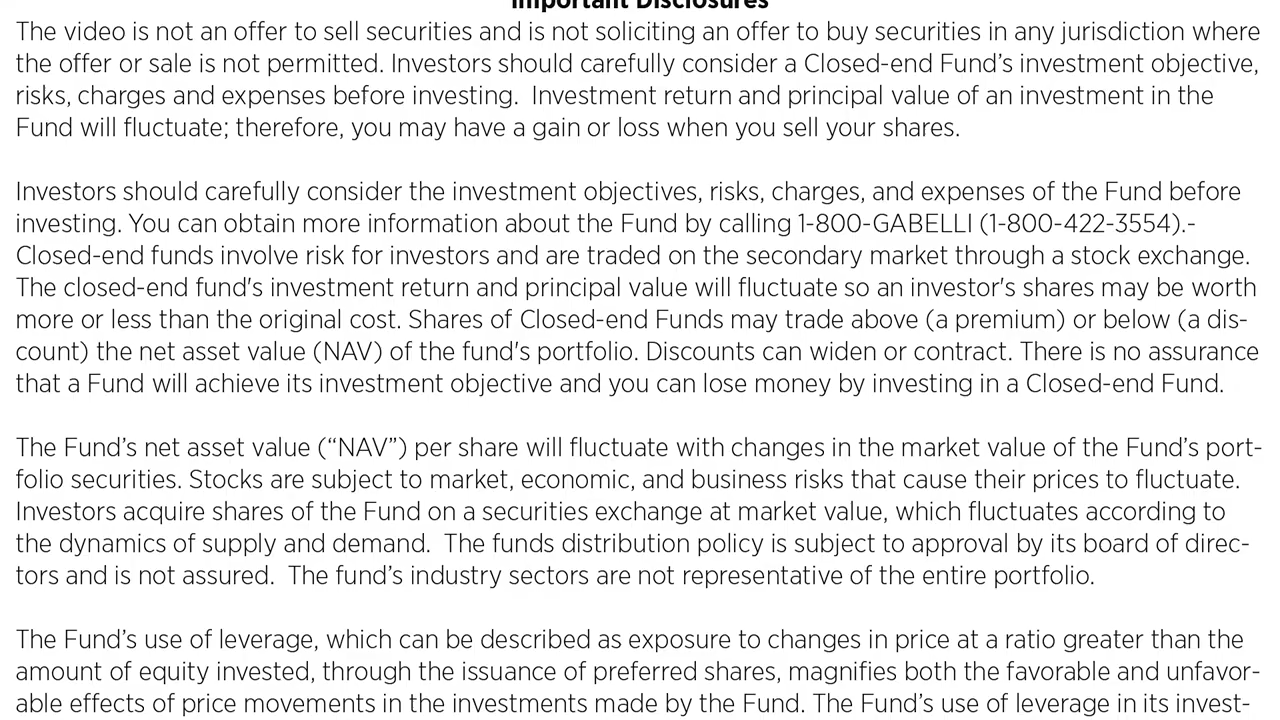 Important Disclosures
The video is not an offer to sell securities and is not soliciting an offer to buy securities in any jurisdiction where
the offer or sale is not permitted. Investors should carefully consider a Closed-end Fund’s investment objective,
risks, charges and expenses before investing.  Investment return and principal value of an investment in the
Fund will fluctuate; therefore, you may have a gain or loss when you sell your shares.

Investors should carefully consider the investment objectives, risks, charges, and expenses of the Fund before
investing. You can obtain more information about the Fund by calling 1-800-GABELLI (1-800-422-3554).-
Closed-end funds involve risk for investors and are traded on the secondary market through a stock exchange.
The closed-end fund's investment return and principal value will fluctuate so an investor's shares may be worth
more or less than the original cost. Shares of Closed-end Funds may trade above (a premium) or below (a dis-
count) the net asset value (NAV) of the fund's portfolio. Discounts can widen or contract. There is no assurance
that a Fund will achieve its investment objective and you can lose money by investing in a Closed-end Fund.

The Fund’s net asset value (“NAV”) per share will fluctuate with changes in the market value of the Fund’s port-
folio securities. Stocks are subject to market, economic, and business risks that cause their prices to fluctuate.
Investors acquire shares of the Fund on a securities exchange at market value, which fluctuates according to
the dynamics of supply and demand.  The funds distribution policy is subject to approval by its board of direc-
tors and is not assured.  The fund’s industry sectors are not representative of the entire portfolio.

The Fund’s use of leverage, which can be described as exposure to changes in price at a ratio greater than the
amount of equity invested, through the issuance of preferred shares, magnifies both the favorable and unfavor-
able effects of price movements in the investments made by the Fund. The Fund’s use of leverage in its invest-